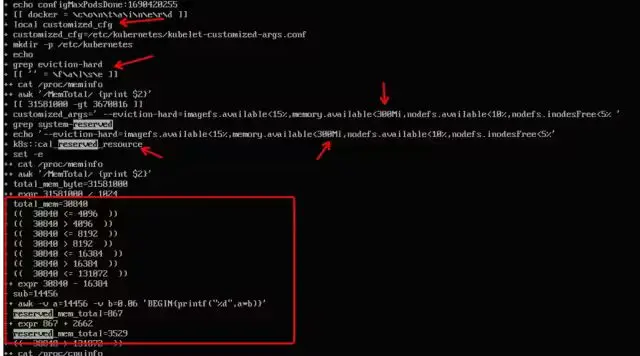 + echo configMaxPodsDone:1690420255
+ [[ docker = \c\o\n\t\a\i\n\e\r\d ]]
+ local customized_cfg
+ customized_cfg=/etc/kubernetes/kubelet-customized-args.conf
+ mkdir -p /etc/kubernetes
+ echo
+ grep eviction-hard
+ [[ '' = \f\a\l\s\e ]]
++ cat /proc/meminfo
++ awk '/MemTotal/ {print $2}'
+ [[ 31581000 -gt 3670016 ]]
+ customized_args=' --eviction-hard=imagefs.available<15%,memory.available<300Mi,nodefs.available<10%,nodefs.inodesFree<5% '
+ grep system-reserved
+ echo '--eviction-hard=imagefs.available<15%,memory.available<300Mi,nodefs.available<10%,nodefs.inodesFree<5%'
+ k8s::cal_reserved_resource
+ set -e
++ cat /proc/meminfo
++ awk '/MemTotal/ {print $2}'
+ total_mem_byte=31581000
++ expr 31581000 / 1024
total_mem=30840
(( 30840 <= 4096 ))
(( 30840 > 4096 ))
(( 30840 <= 8192 ))
(( 30840 > 8192 ))
(( 30840 <= 16384 ))
(( 30840 > 16384 ))
(( 30840 <= 131072 ))
+ expr 30840 - 16384
sub=14456
+ awk -v a=14456 -v b=0.06 'BEGIN{printf("%d",a*b)}'
reserved_mem_total=867
+ expr 867 + 2662
reserved_mem_total=3529
(( 30840 > 131072 ))
++ cat /proc/cpuinfo